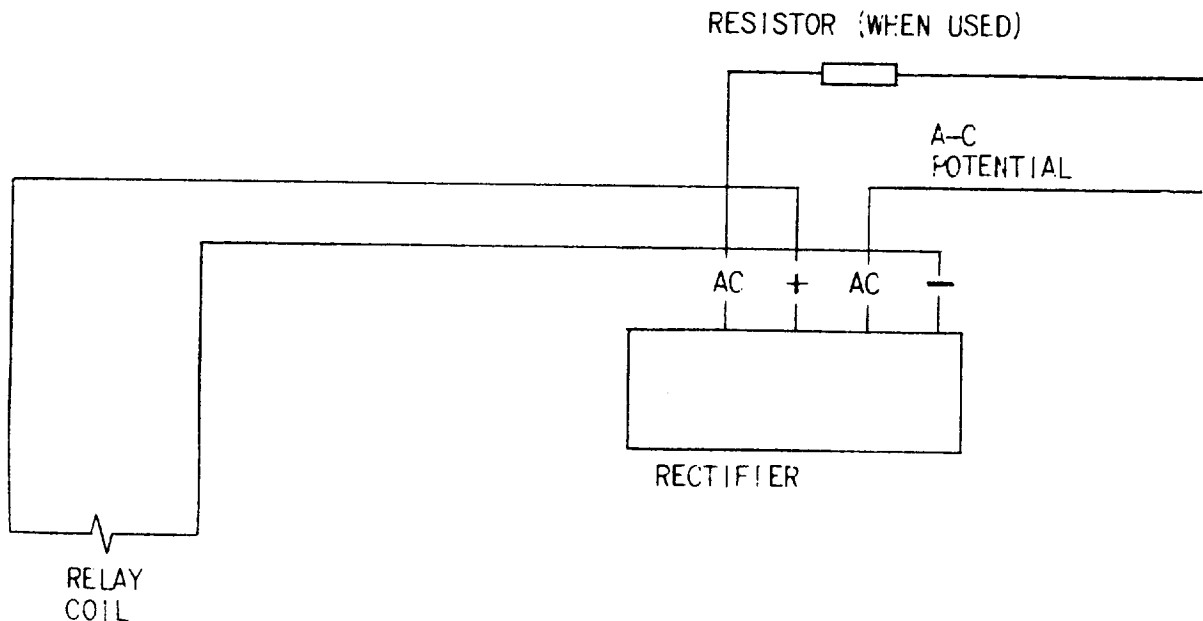 RESISTOR (WHEN USED)
A-C
POTENTIAL
AC + AC −
RECTIFIER
RELAY
COIL